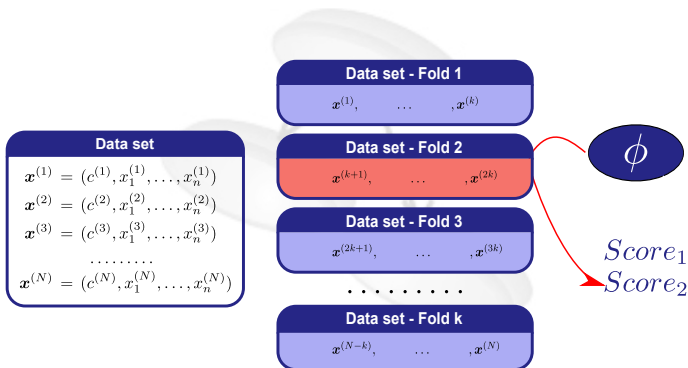 Data set
x^(1) = (c^(1), x_1^(1), ..., x_n^(1))
x^(2) = (c^(2), x_1^(2), ..., x_n^(2))
x^(3) = (c^(3), x_1^(3), ..., x_n^(3))
.........
x^(N) = (c^(N), x_1^(N), ..., x_n^(N))
Data set - Fold 1
x^(1), ... , x^(k)
Data set - Fold 2
x^(k+1), ... , x^(2k)
Data set - Fold 3
x^(2k+1), ... , x^(3k)
.........
Data set - Fold k
x^(N−k), ... , x^(N)
ϕ
Score_1
Score_2